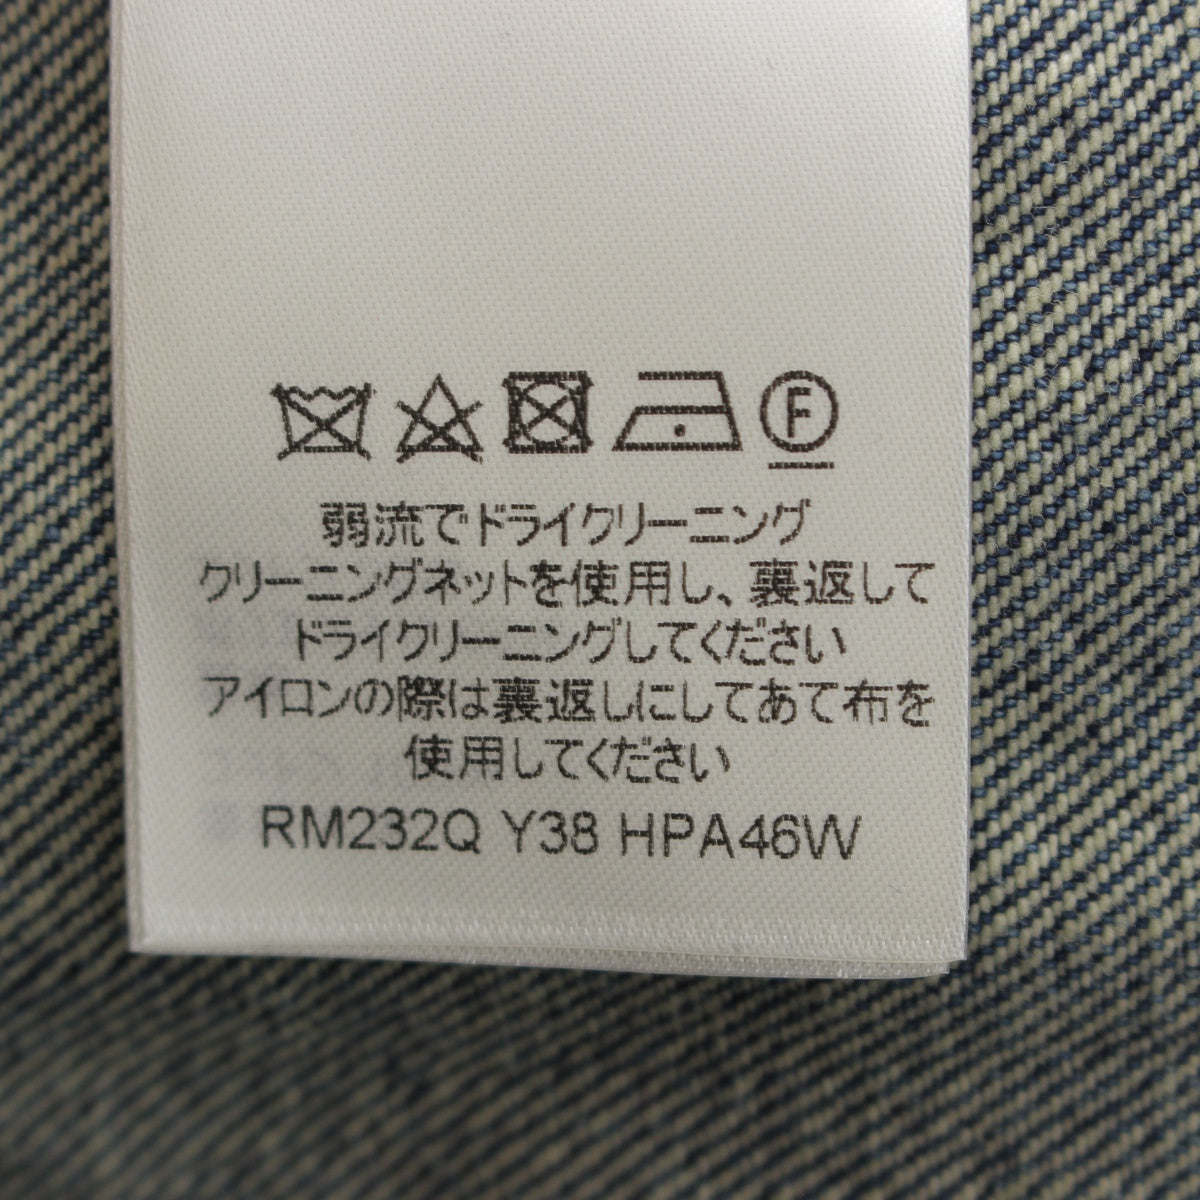 F
弱流でドライクリーニング
クリーニングネットを使用し、裏返して
ドライクリーニングしてください
アイロンの際は裏返しにしてあて布を
使用してください
RM232Q Y38 HPA46W